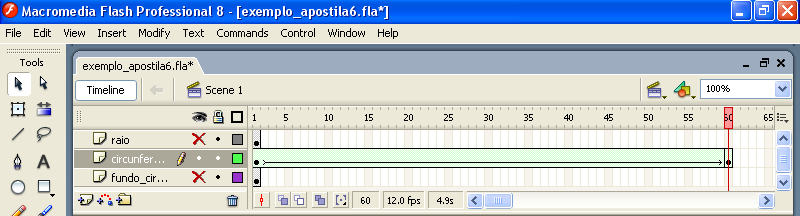 Macromedia Flash Professional 8 - [exemplo_apostila6.fla*]
File Edit View Insert Modify Text Commands Control Window Help
Tools
exemplo_apostila6.fla*
Timeline Scene 1 100%
1 5 10 15 20 25 30 35 40 45 50 55 60 65
raio
circunfer...
fundo_cir...
60 12.0 fps 4.9s